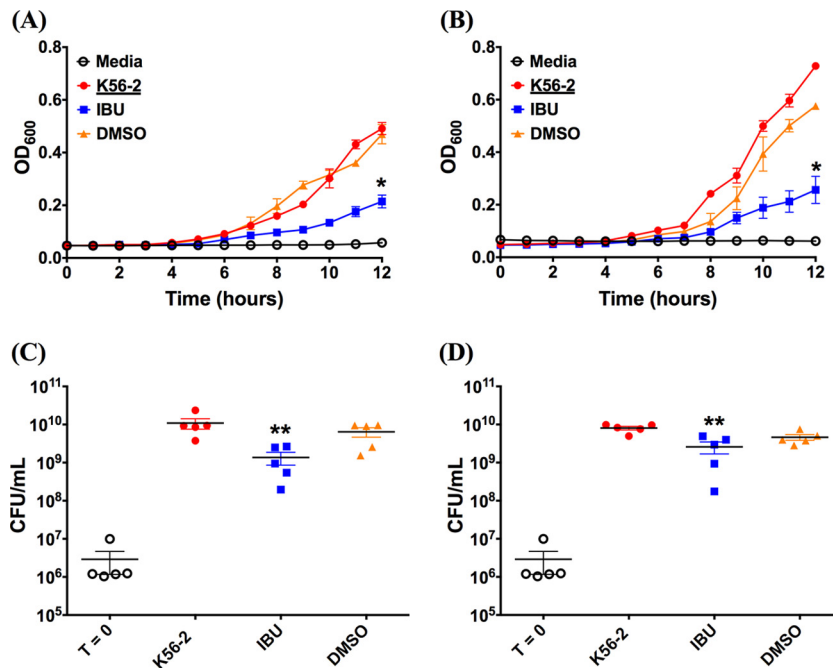 (A)
0.8
0.6
0.4
0.2
0.0
OD600
Media
K56-2
IBU
DMSO
*
0 2 4 6 8 10 12
Time (hours)
(B)
0.8
0.6
0.4
0.2
0.0
OD600
Media
K56-2
IBU
DMSO
*
0 2 4 6 8 10 12
Time (hours)
(C)
10^11
10^10
10^9
10^8
10^7
10^6
10^5
CFU/mL
**
T = 0 K56-2 IBU DMSO
(D)
10^11
10^10
10^9
10^8
10^7
10^6
10^5
CFU/mL
**
T = 0 K56-2 IBU DMSO